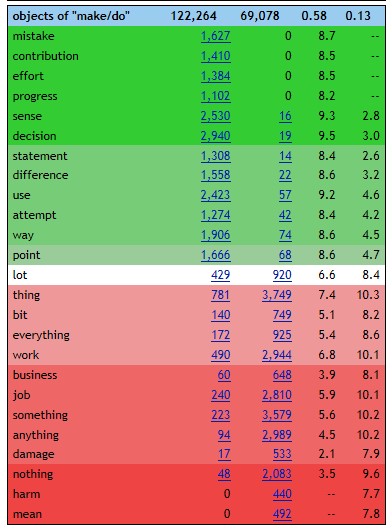 objects of "make/do" 122,264 69,078 0.58 0.13
mistake 1,627 0 8.7 --
contribution 1,410 0 8.5 --
effort 1,384 0 8.5 --
progress 1,102 0 8.2 --
sense 2,530 16 9.3 2.8
decision 2,940 19 9.5 3.0
statement 1,308 14 8.4 2.6
difference 1,558 22 8.6 3.2
use 2,423 57 9.2 4.6
attempt 1,274 42 8.4 4.2
way 1,906 74 8.6 4.5
point 1,666 68 8.6 4.7
lot 429 920 6.6 8.4
thing 781 3,749 7.4 10.3
bit 140 749 5.1 8.2
everything 172 925 5.4 8.6
work 490 2,944 6.8 10.1
business 60 648 3.9 8.1
job 240 2,810 5.9 10.1
something 223 3,579 5.6 10.2
anything 94 2,989 4.5 10.2
damage 17 533 2.1 7.9
nothing 48 2,083 3.5 9.6
harm 0 440 -- 7.7
mean 0 492 -- 7.8